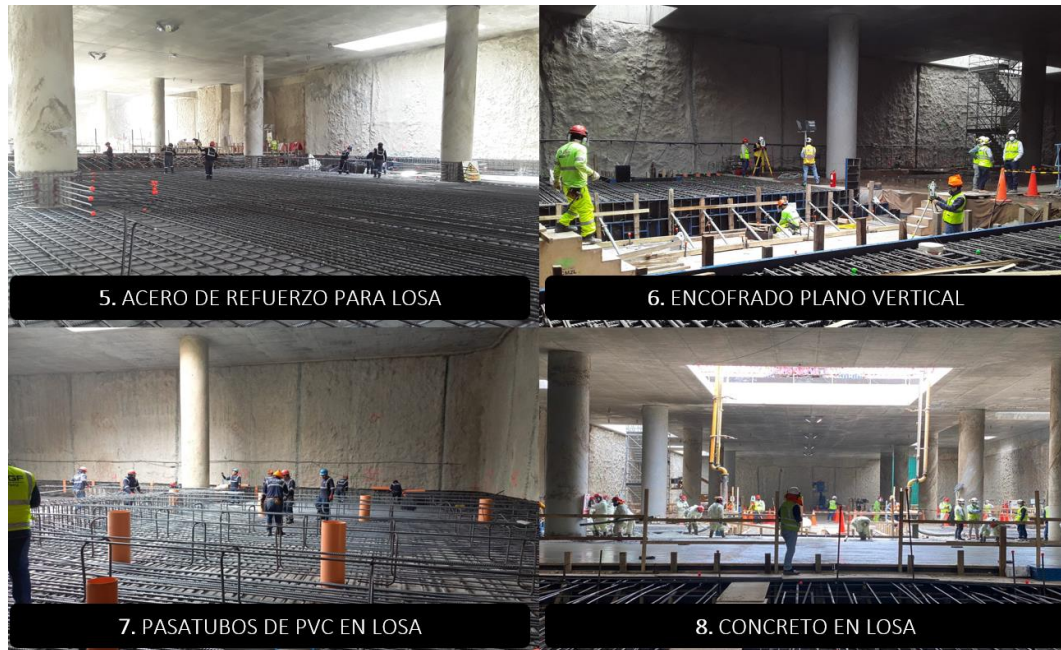 5. ACERO DE REFUERZO PARA LOSA
6. ENCOFRADO PLANO VERTICAL
7. PASATUBOS DE PVC EN LOSA
8. CONCRETO EN LOSA